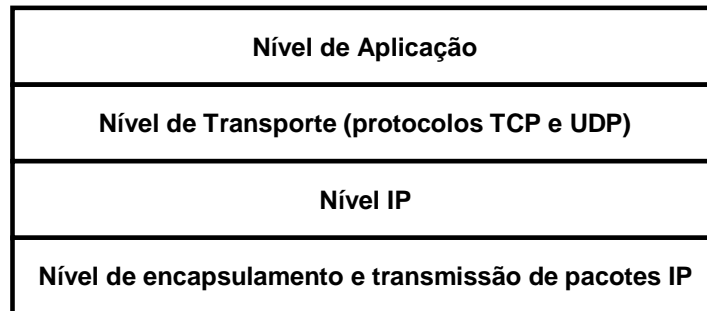 Nível de Aplicação
Nível de Transporte (protocolos TCP e UDP)
Nível IP
Nível de encapsulamento e transmissão de pacotes IP